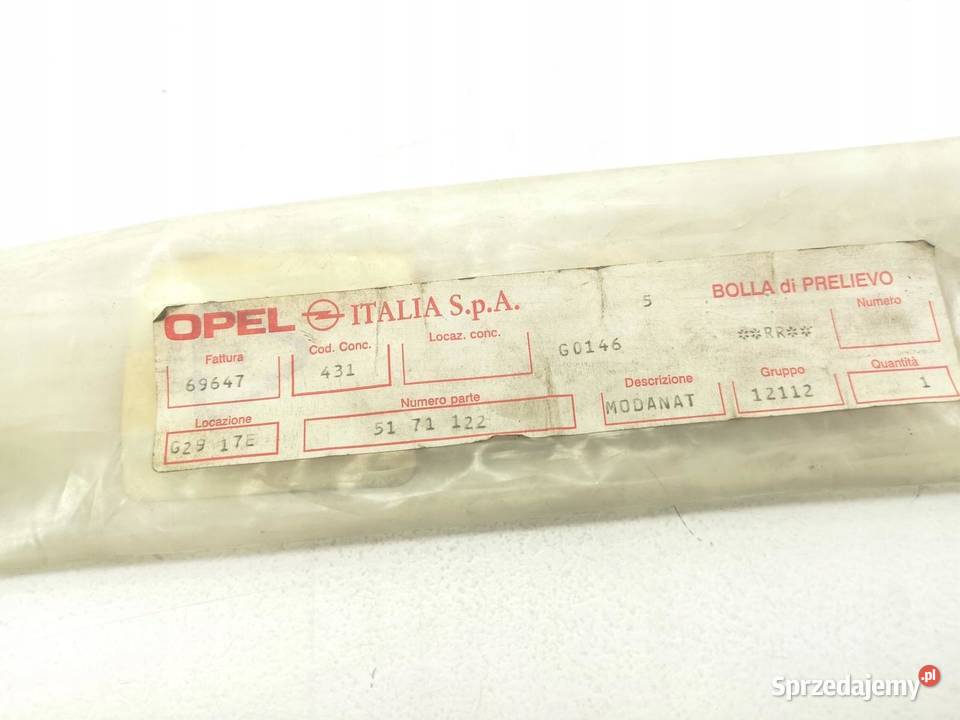 OPEL ITALIA S.p.A. 5 BOLLA di PRELIEVO
Fattura Cod. Conc. Locaz. conc. G0146 **RR** Numero
69647 431
Locazione Numero parte Descrizione Gruppo Quantità
G29 17E 51 71 122 MODANAT 12112 1
Sprzedajemy.pl